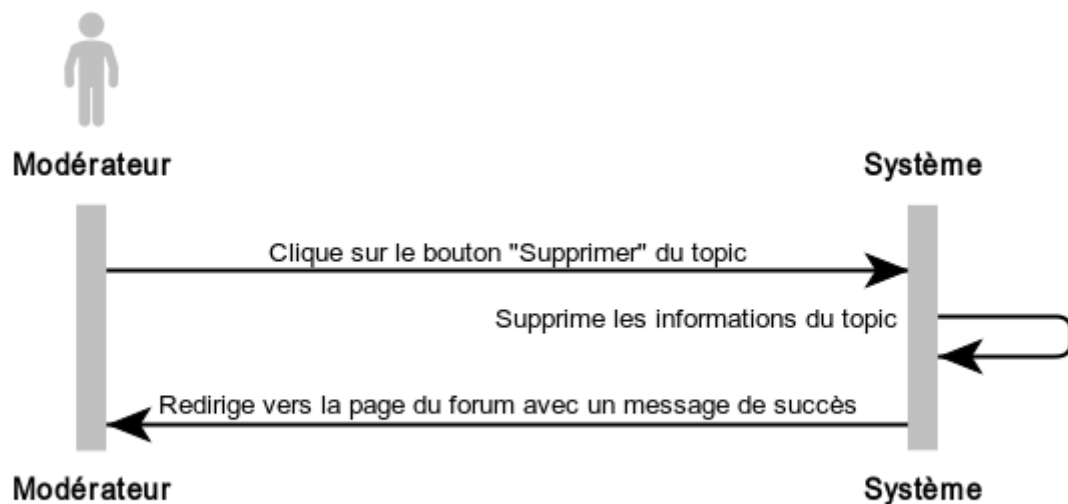 Modérateur
Système
Clique sur le bouton "Supprimer" du topic
Supprime les informations du topic
Redirige vers la page du forum avec un message de succès
Modérateur
Système